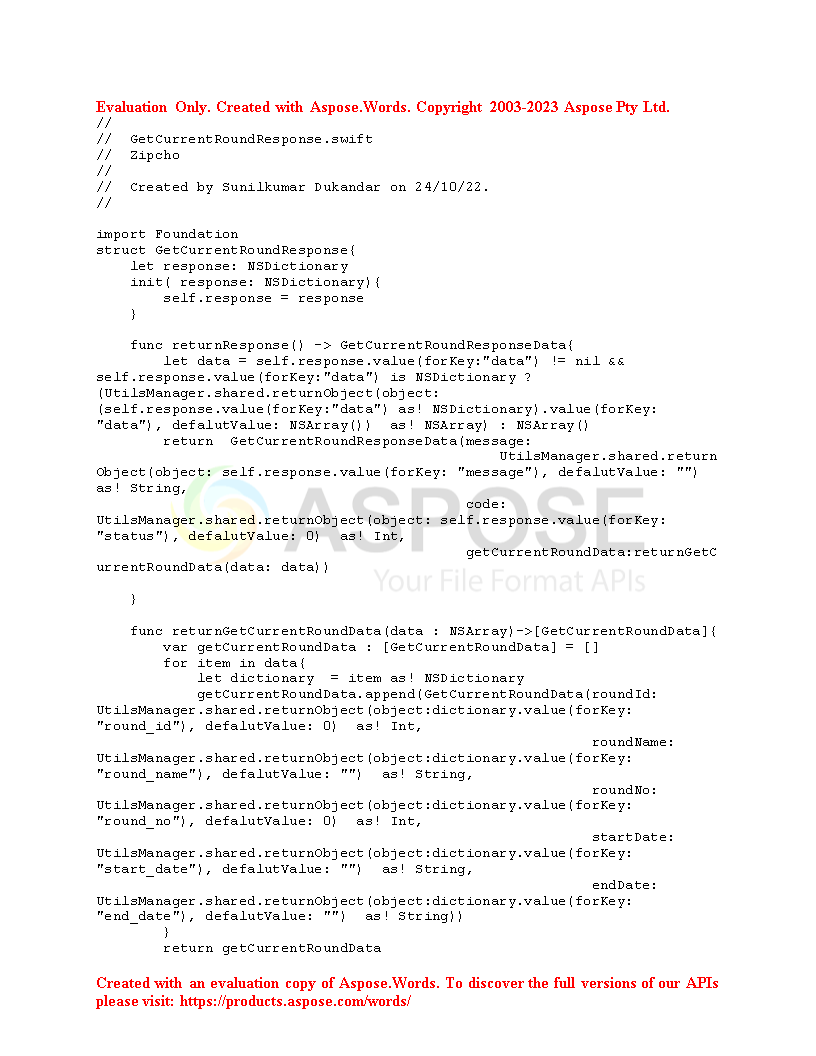 Evaluation Only. Created with Aspose.Words. Copyright 2003-2023 Aspose Pty Ltd.
//
//  GetCurrentRoundResponse.swift
//  Zipcho
//
//  Created by Sunilkumar Dukandar on 24/10/22.
//
import Foundation
struct GetCurrentRoundResponse{
    let response: NSDictionary
    init( response: NSDictionary){
        self.response = response
    }
    func returnResponse() -> GetCurrentRoundResponseData{
        let data = self.response.value(forKey:"data") != nil &&
self.response.value(forKey:"data") is NSDictionary ?
(UtilsManager.shared.returnObject(object:
(self.response.value(forKey:"data") as! NSDictionary).value(forKey:
"data"), defalutValue: NSArray())  as! NSArray) : NSArray()
        return  GetCurrentRoundResponseData(message:
                                                UtilsManager.shared.return
Object(object: self.response.value(forKey: "message"), defalutValue: "")
as! String,
                                            code:
UtilsManager.shared.returnObject(object: self.response.value(forKey:
"status"), defalutValue: 0)  as! Int,
                                            getCurrentRoundData:returnGetC
urrentRoundData(data: data))
    }
    func returnGetCurrentRoundData(data : NSArray)->[GetCurrentRoundData]{
        var getCurrentRoundData : [GetCurrentRoundData] = []
        for item in data{
            let dictionary  = item as! NSDictionary
            getCurrentRoundData.append(GetCurrentRoundData(roundId:
UtilsManager.shared.returnObject(object:dictionary.value(forKey:
"round_id"), defalutValue: 0)  as! Int,
                                                           roundName:
UtilsManager.shared.returnObject(object:dictionary.value(forKey:
"round_name"), defalutValue: "")  as! String,
                                                           roundNo:
UtilsManager.shared.returnObject(object:dictionary.value(forKey:
"round_no"), defalutValue: 0)  as! Int,
                                                           startDate:
UtilsManager.shared.returnObject(object:dictionary.value(forKey:
"start_date"), defalutValue: "")  as! String,
                                                           endDate:
UtilsManager.shared.returnObject(object:dictionary.value(forKey:
"end_date"), defalutValue: "")  as! String))
        }
        return getCurrentRoundData
ASPOSE
Your File Format APIs
Created with an evaluation copy of Aspose.Words. To discover the full versions of our APIs
please visit: https://products.aspose.com/words/